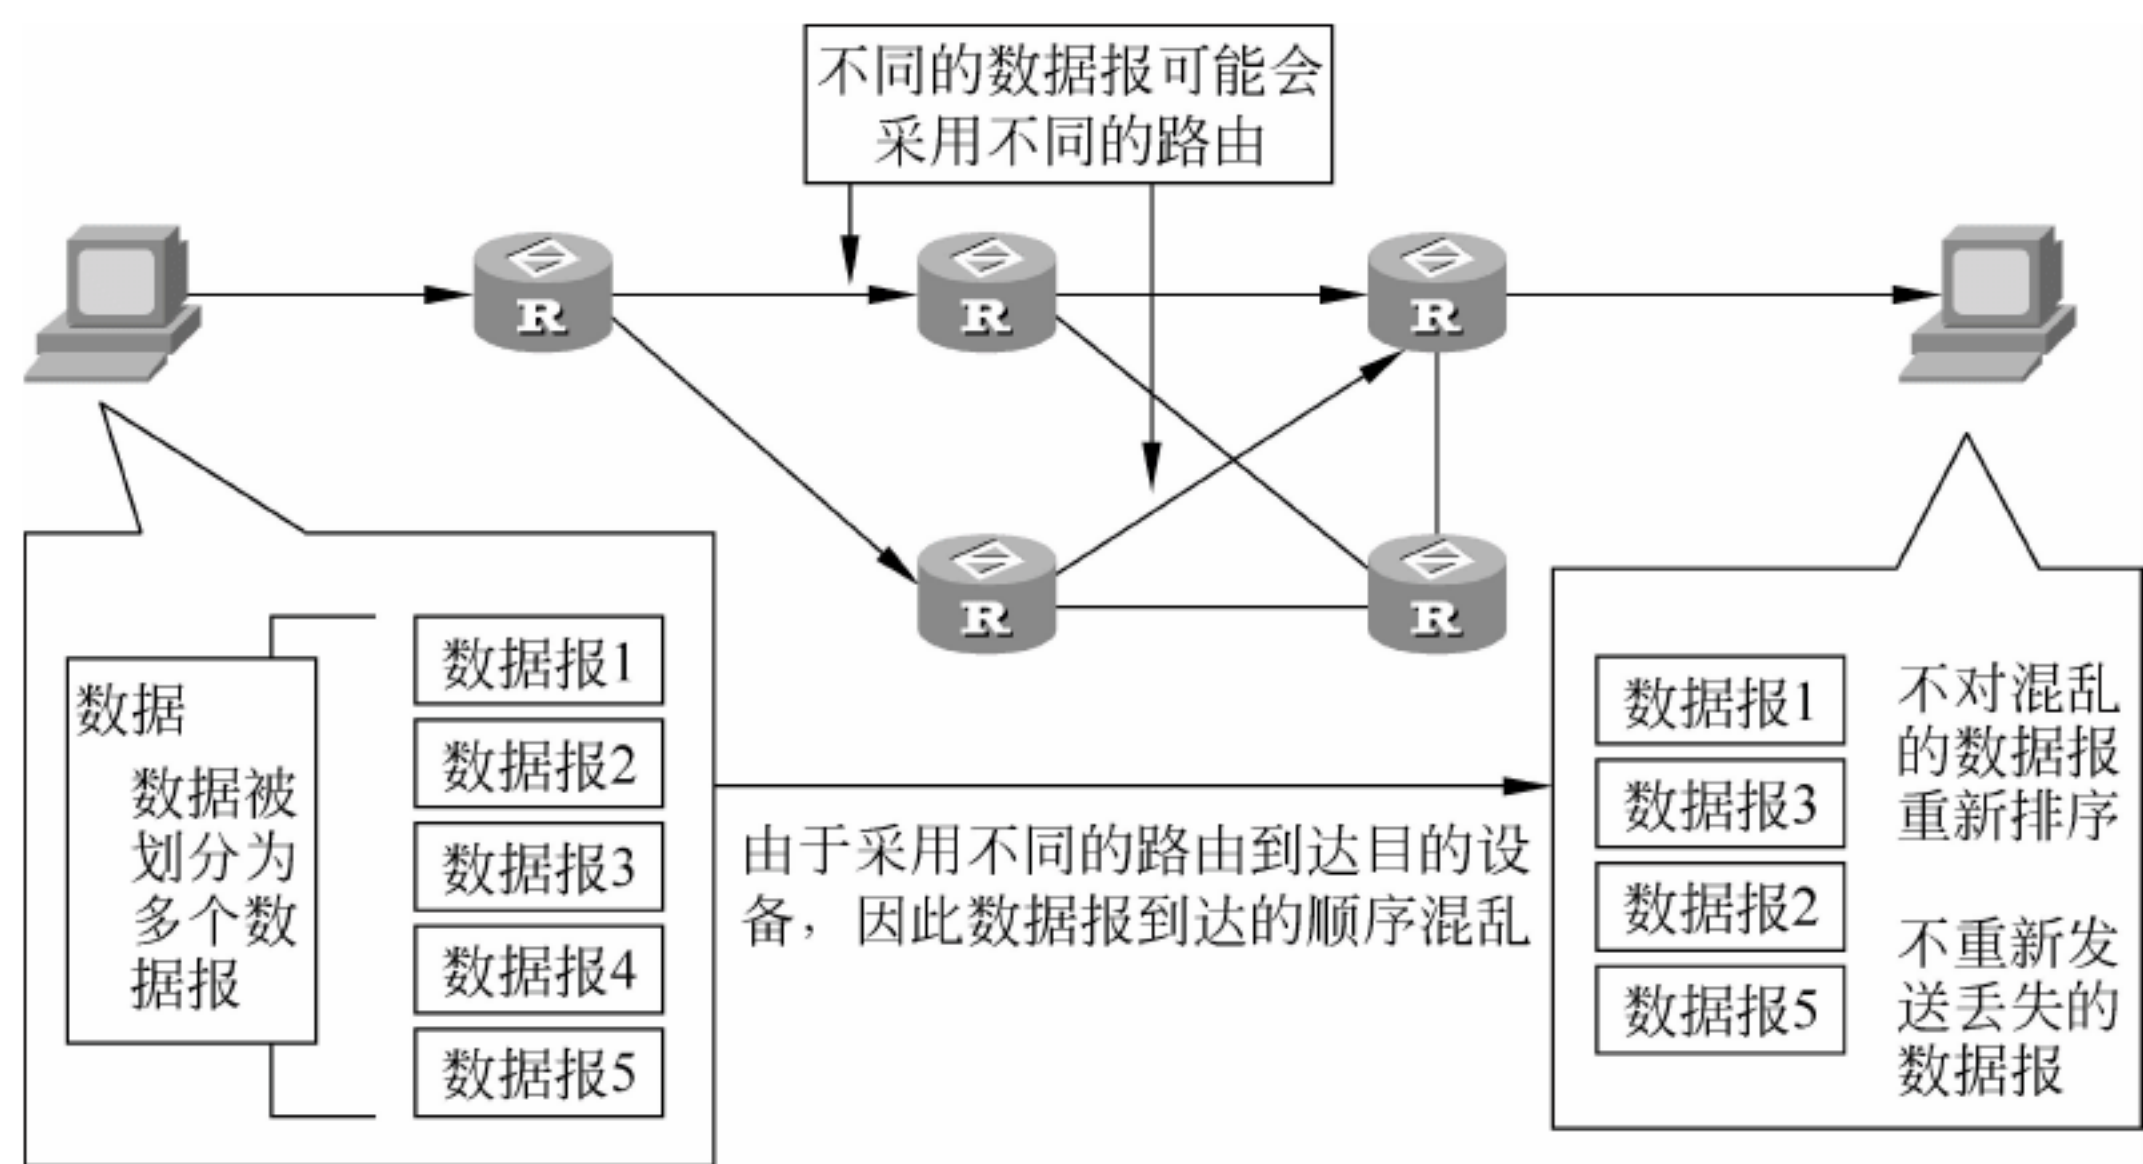 不同的数据报可能会
采用不同的路由
R
R
R
R
R
数据
数据被
划分为
多个数
据报
数据报1
数据报2
数据报3
数据报4
数据报5
由于采用不同的路由到达目的设
备，因此数据报到达的顺序混乱
数据报1
数据报3
数据报2
数据报5
不对混乱
的数据报
重新排序
不重新发
送丢失的
数据报